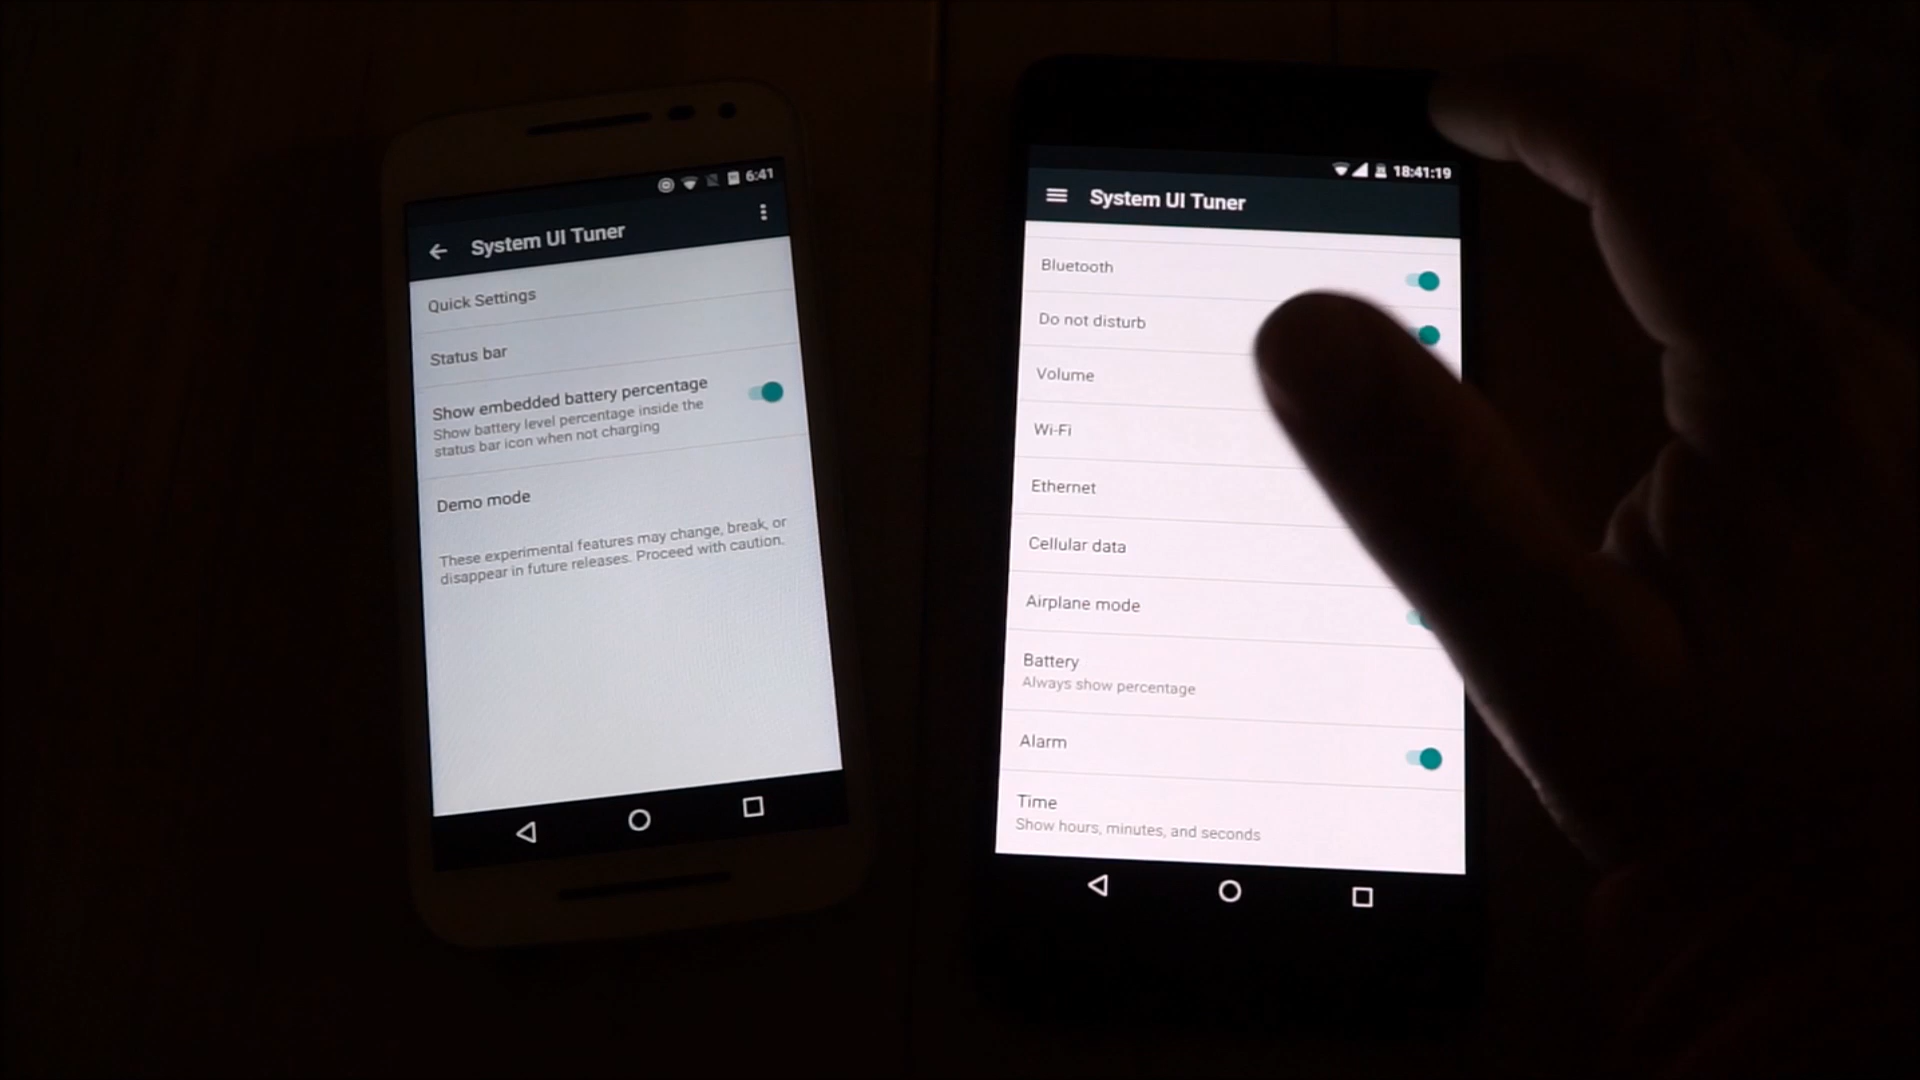 6:41
System UI Tuner
Quick Settings
Status bar
Show embedded battery percentage
Show battery level percentage inside the
status bar icon when not charging
Demo mode
These experimental features may change, break, or
disappear in future releases. Proceed with caution.
18:41:19
System UI Tuner
Bluetooth
Do not disturb
Volume
Wi-Fi
Ethernet
Cellular data
Airplane mode
Battery
Always show percentage
Alarm
Time
Show hours, minutes, and seconds